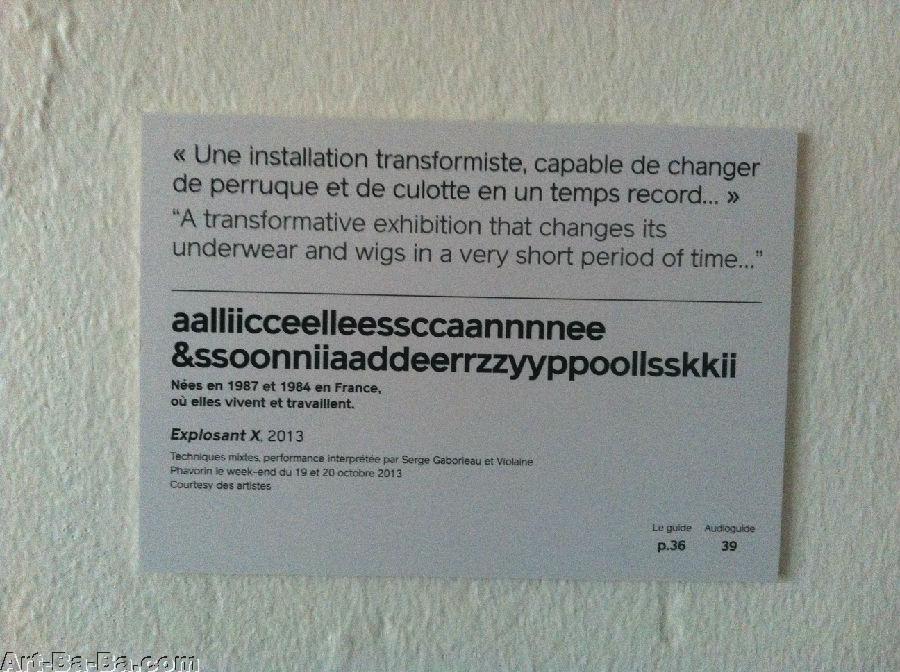 « Une installation transformiste, capable de changer
de perruque et de culotte en un temps record... »
“A transformative exhibition that changes its
underwear and wigs in a very short period of time...”
aalliicceelleessccaannnnee
&ssoonniiaaddeerrzzyyppoollsskkii
Nées en 1987 et 1984 en France,
où elles vivent et travaillent.
Explosant X, 2013
Techniques mixtes, performance interprétée par Serge Gaborieau et Violaine
Phavorin le week-end du 19 et 20 octobre 2013
Courtesy des artistes
Le guide Audioguide
p.36 39
Art-Ba-Ba.com